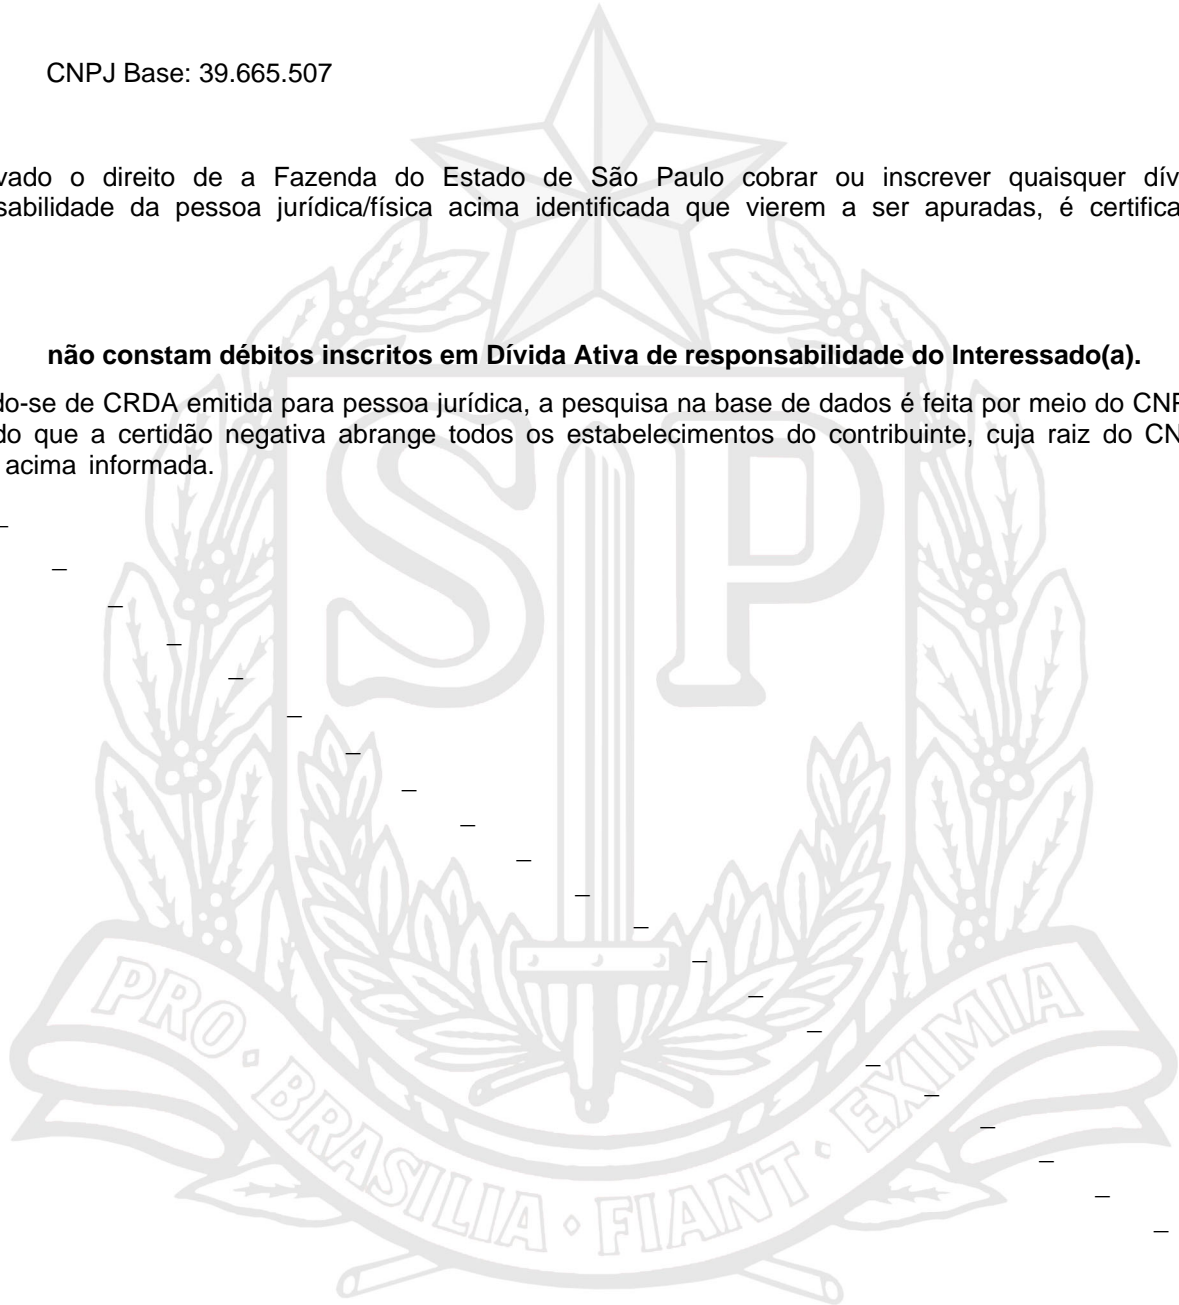 CNPJ Base: 39.665.507
vado o direito de a Fazenda do Estado de São Paulo cobrar ou inscrever quaisquer dív
sabilidade da pessoa jurídica/física acima identificada que vierem a ser apuradas, é certifica
não constam débitos inscritos em Dívida Ativa de responsabilidade do Interessado(a).
do-se de CRDA emitida para pessoa jurídica, a pesquisa na base de dados é feita por meio do CNP
do que a certidão negativa abrange todos os estabelecimentos do contribuinte, cuja raiz do CN
acima informada.
SP
PRO · BRASILIA · FIANT · EXIMIA